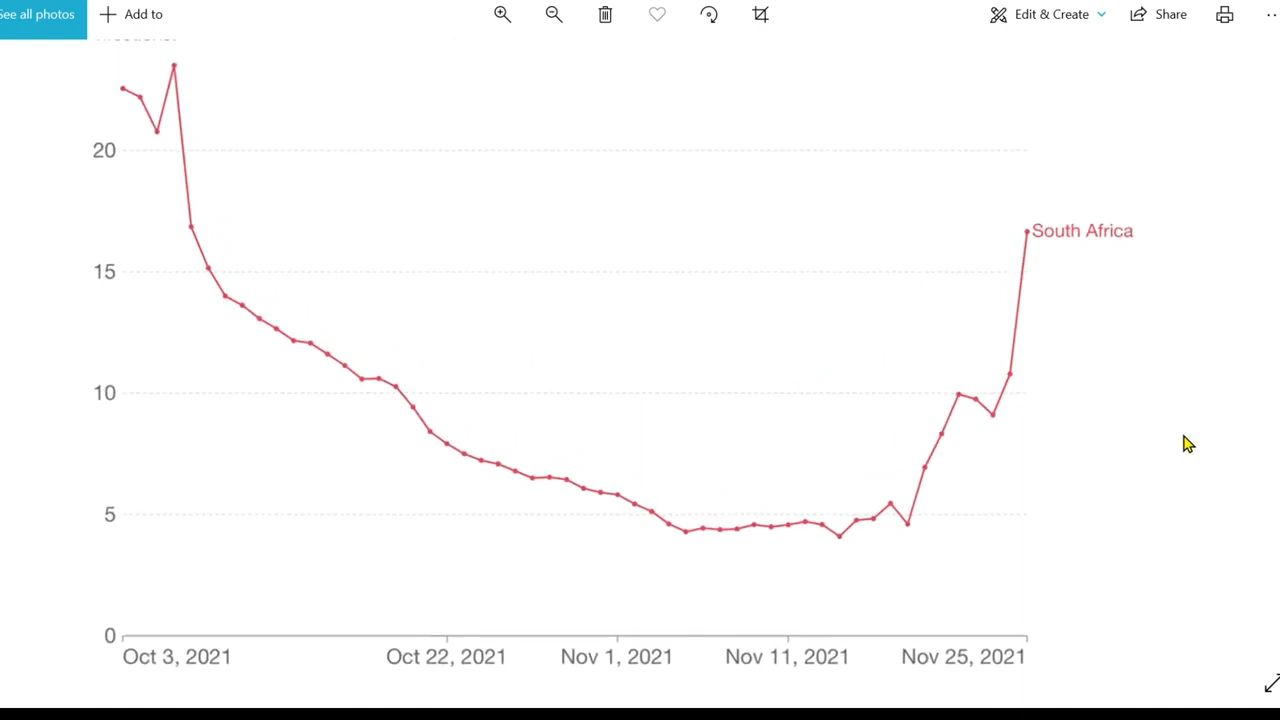 See all photos
Add to
Edit & Create
Share
20
South Africa
15
10
5
0
Oct 3, 2021
Oct 22, 2021
Nov 1, 2021
Nov 11, 2021
Nov 25, 2021